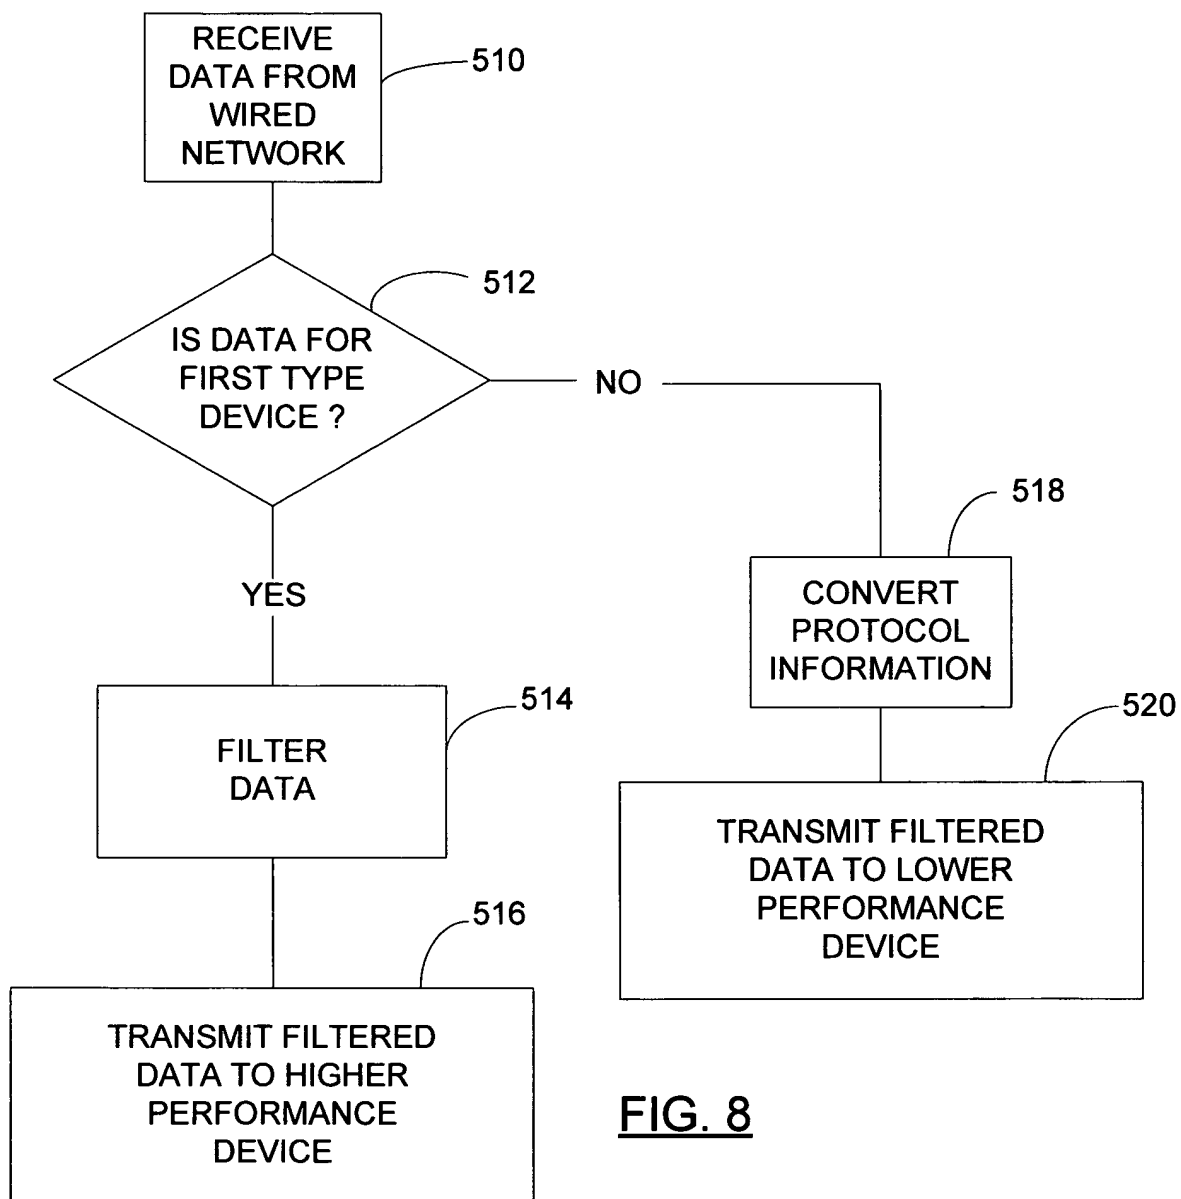 RECEIVE
DATA FROM
WIRED
NETWORK
510
512
IS DATA FOR
FIRST TYPE
DEVICE ?
NO
YES
518
CONVERT
PROTOCOL
INFORMATION
514
FILTER
DATA
520
TRANSMIT FILTERED
DATA TO LOWER
PERFORMANCE
DEVICE
516
TRANSMIT FILTERED
DATA TO HIGHER
PERFORMANCE
DEVICE
FIG. 8